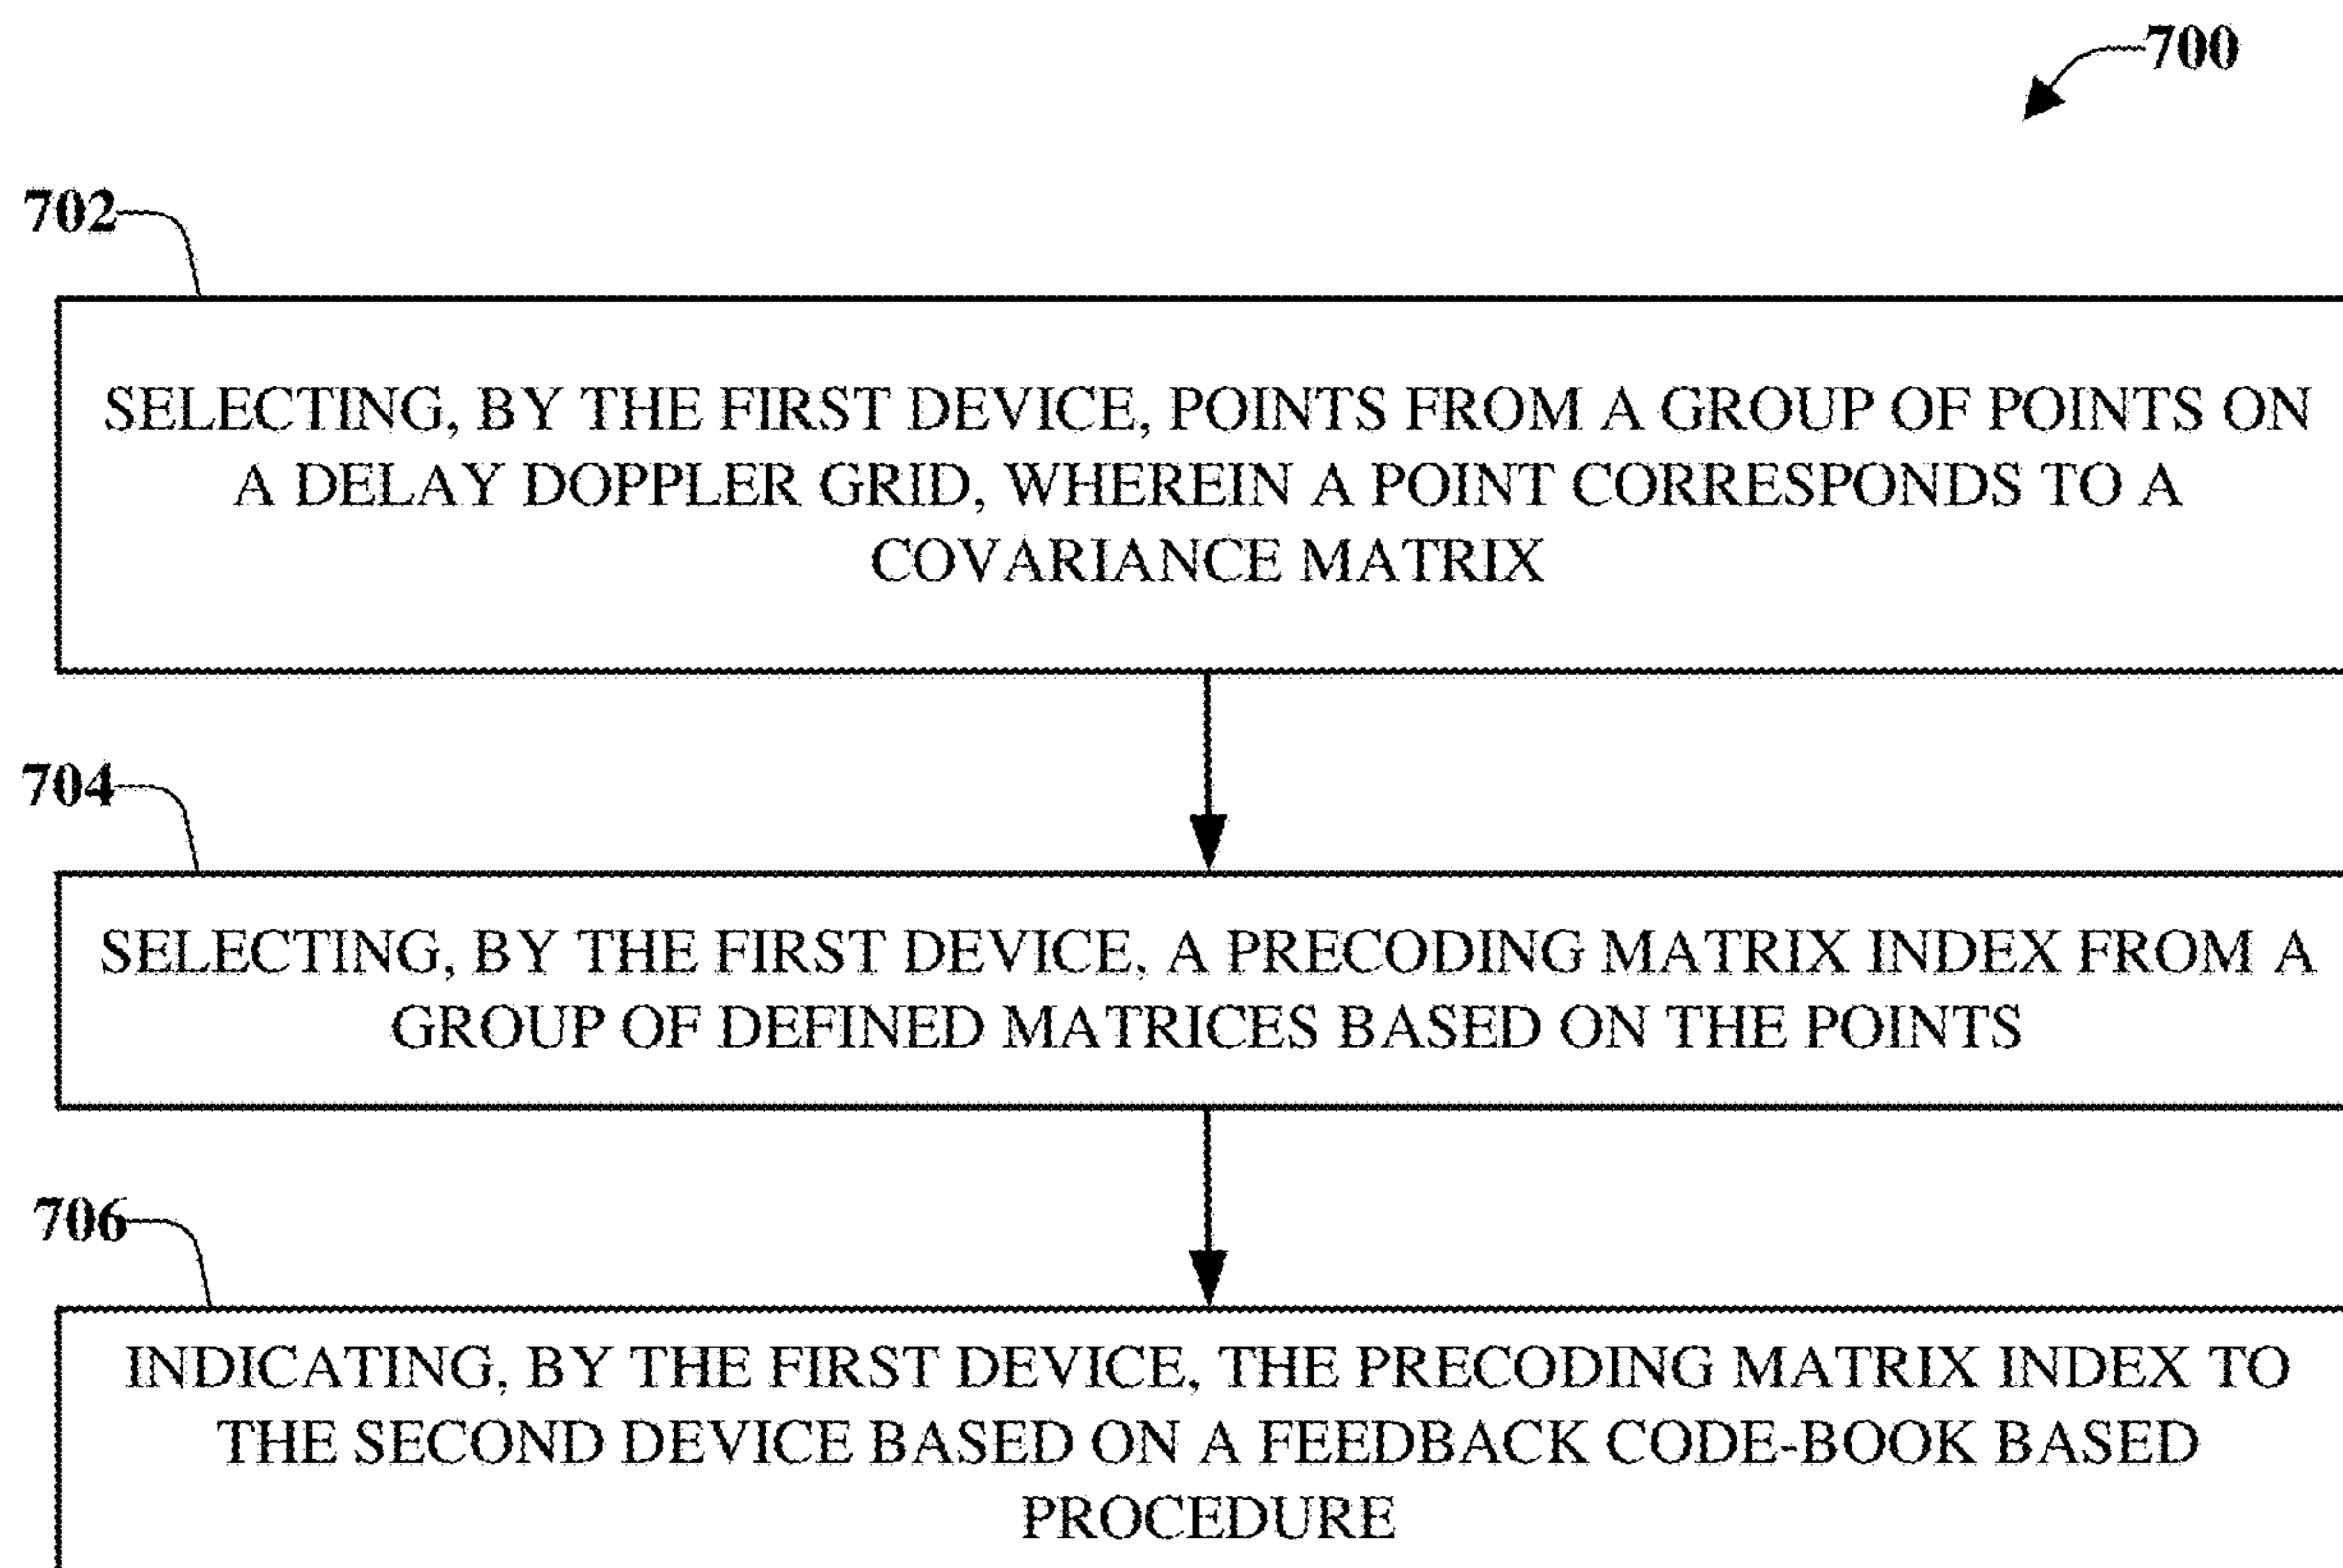 700
702
SELECTING, BY THE FIRST DEVICE, POINTS FROM A GROUP OF POINTS ON
A DELAY DOPPLER GRID, WHEREIN A POINT CORRESPONDS TO A
COVARIANCE MATRIX
704
SELECTING, BY THE FIRST DEVICE, A PRECODING MATRIX INDEX FROM A
GROUP OF DEFINED MATRICES BASED ON THE POINTS
706
INDICATING, BY THE FIRST DEVICE, THE PRECODING MATRIX INDEX TO
THE SECOND DEVICE BASED ON A FEEDBACK CODE-BOOK BASED
PROCEDURE